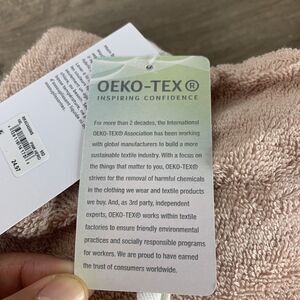 OEKO-TEX®
INSPIRING CONFIDENCE
For more than 2 decades, the International
OEKO-TEX® Association has been working
with global manufacturers to build a more
sustainable textile industry. With a focus on
the things that matter to you, OEKO-TEX®
strives for the removal of harmful chemicals
in the clothing we wear and textile products
we buy. And, as 3rd party, independent
experts, OEKO-TEX® works within textile
factories to ensure friendly environmental
practices and socially responsible programs
for workers. We are proud to have earned
the trust of consumers worldwide.
24.97